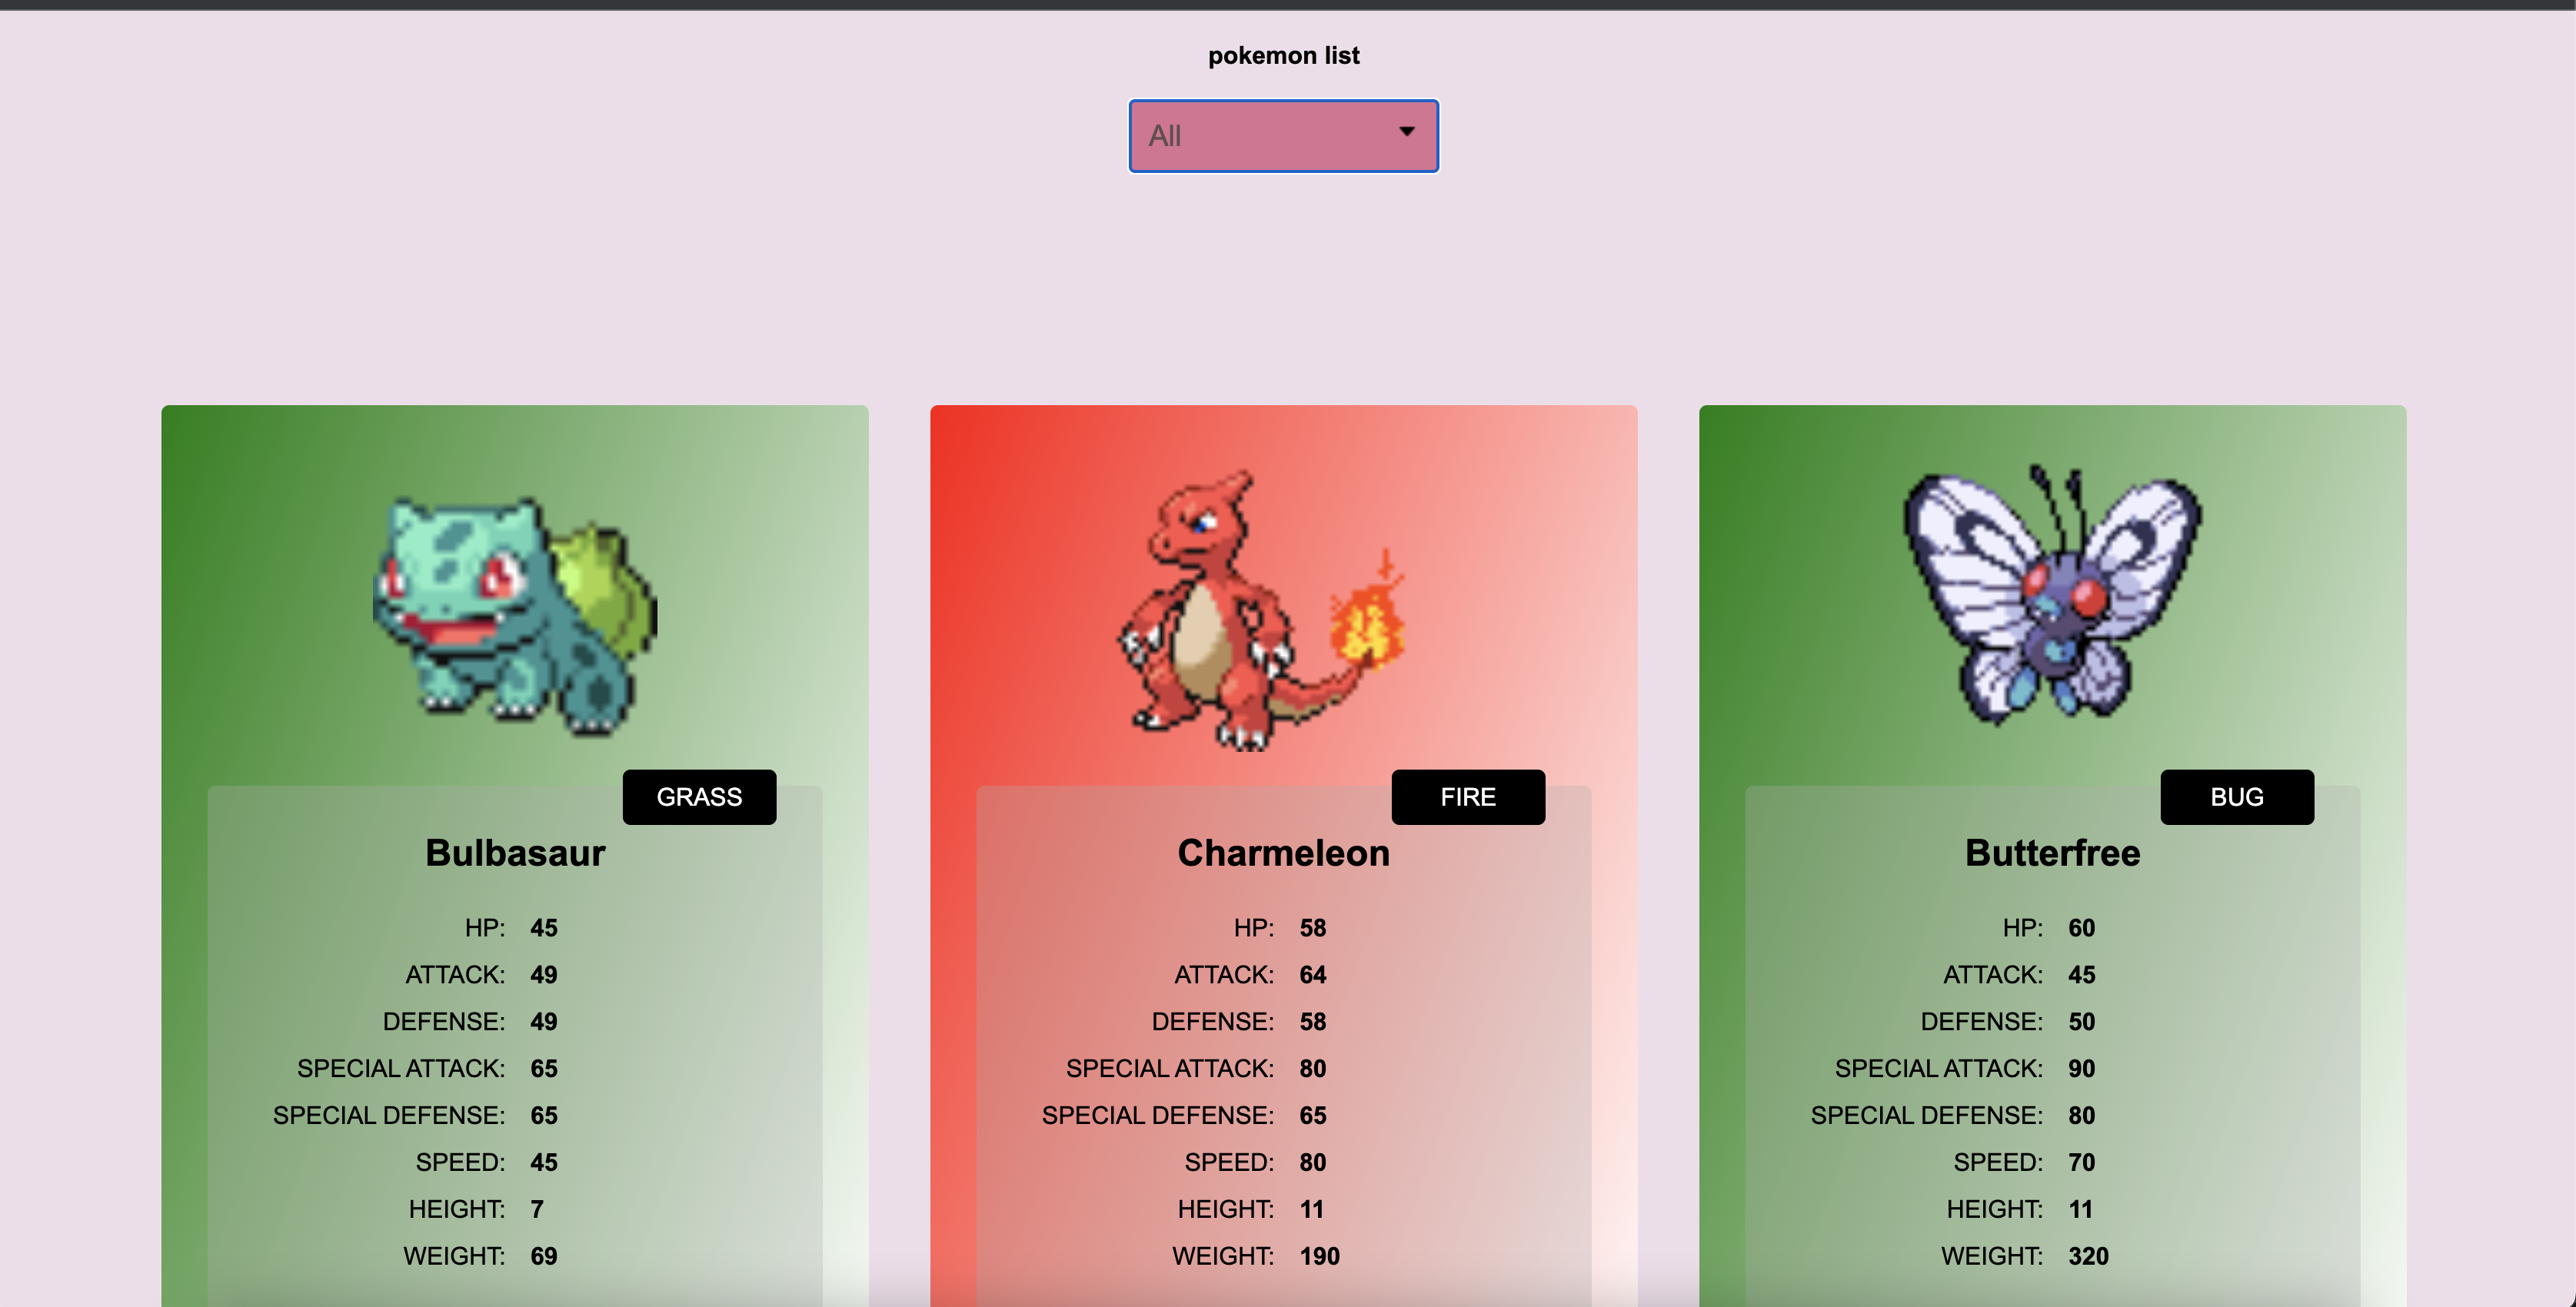 pokemon list
All
GRASS
Bulbasaur
HP: 45
ATTACK: 49
DEFENSE: 49
SPECIAL ATTACK: 65
SPECIAL DEFENSE: 65
SPEED: 45
HEIGHT: 7
WEIGHT: 69
FIRE
Charmeleon
HP: 58
ATTACK: 64
DEFENSE: 58
SPECIAL ATTACK: 80
SPECIAL DEFENSE: 65
SPEED: 80
HEIGHT: 11
WEIGHT: 190
BUG
Butterfree
HP: 60
ATTACK: 45
DEFENSE: 50
SPECIAL ATTACK: 90
SPECIAL DEFENSE: 80
SPEED: 70
HEIGHT: 11
WEIGHT: 320